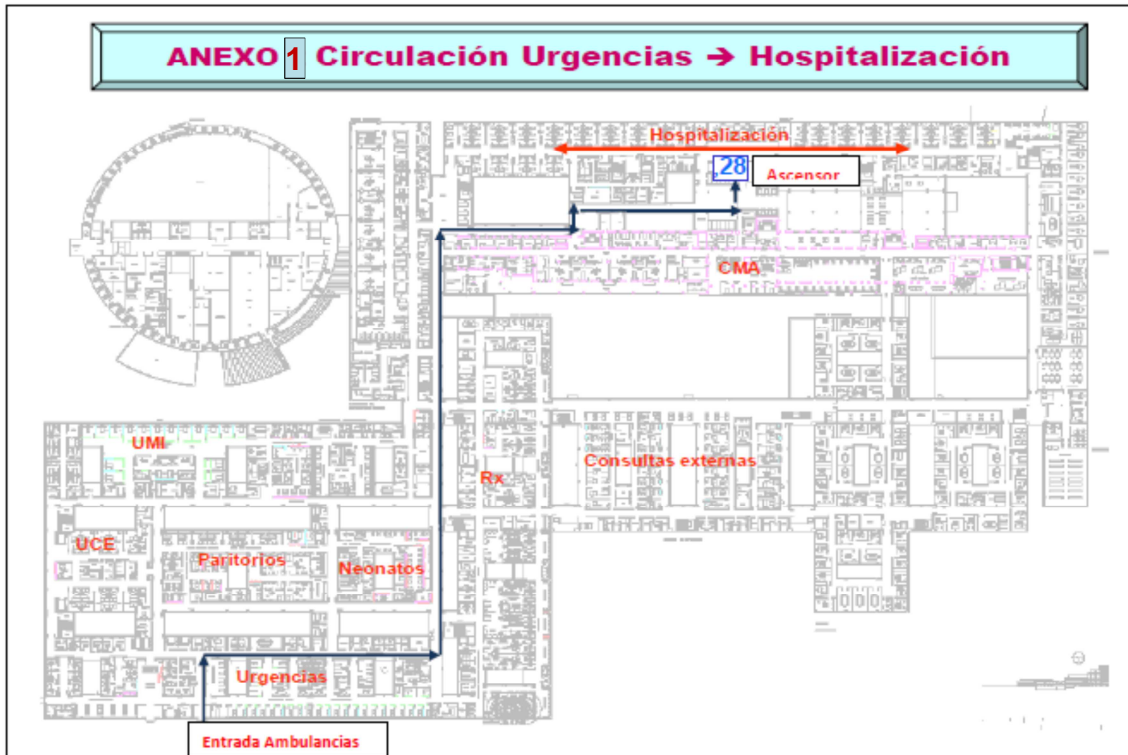 ANEXO 1 Circulación Urgencias → Hospitalización
Hospitalización
28
Ascensor
CMA
UMI
Rx
Consultas externas
UCE
Paritorios
Neonatos
Urgencias
Entrada Ambulancias